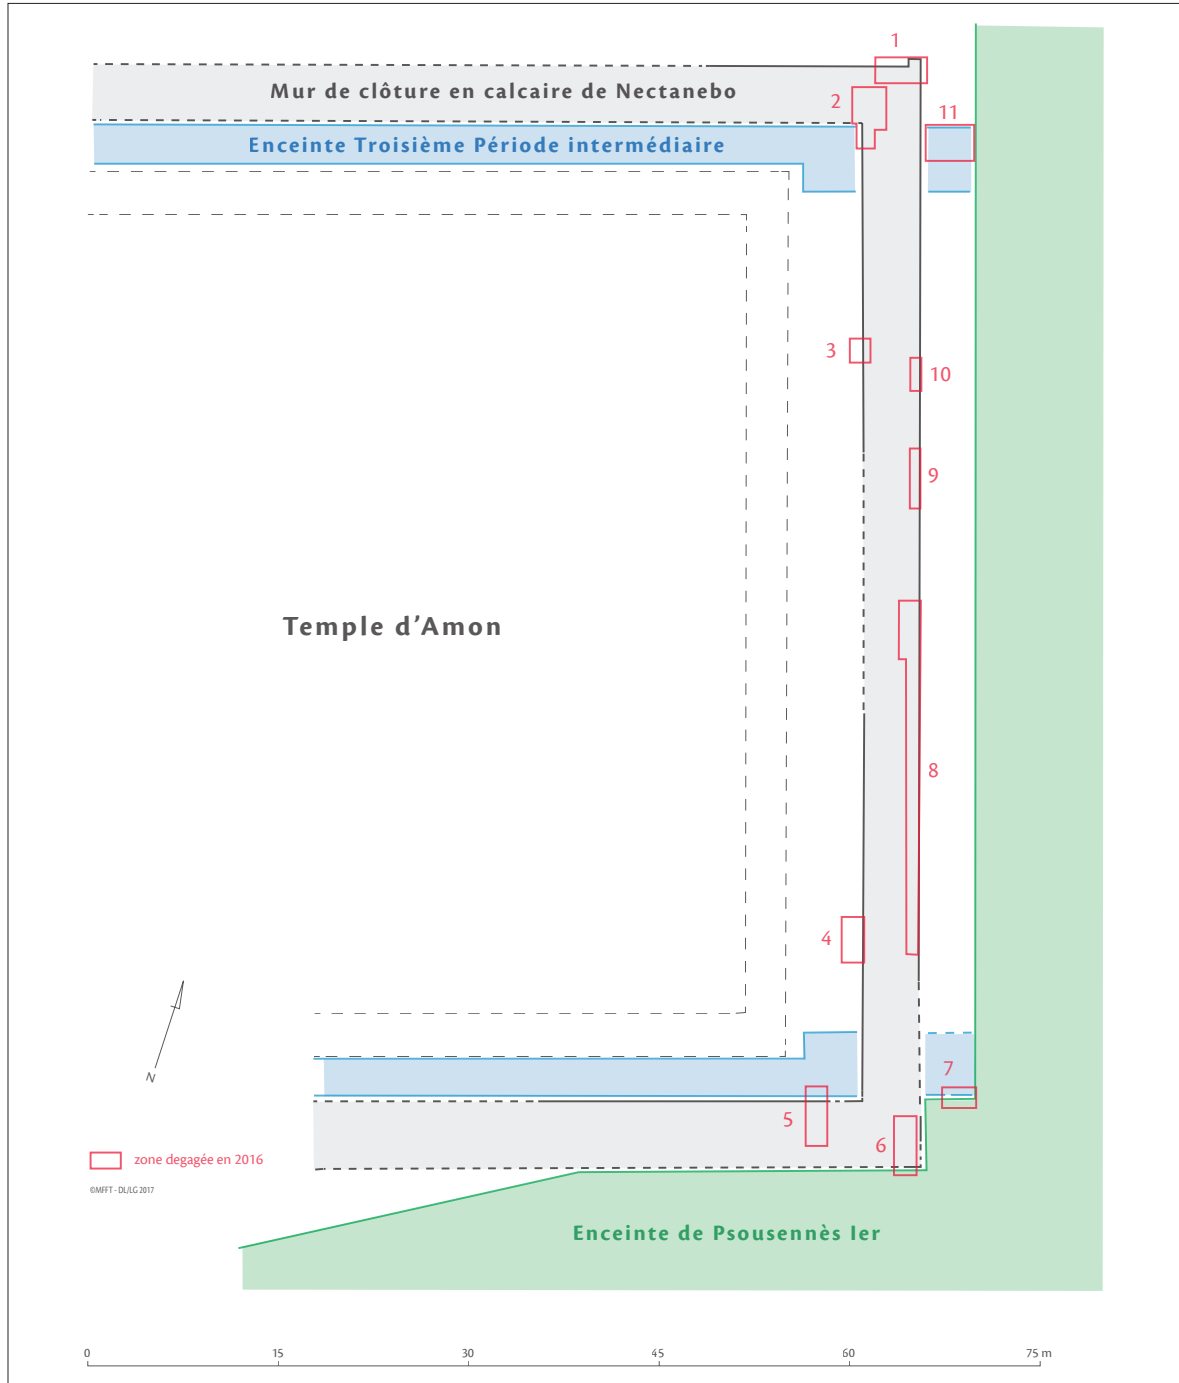 1
Mur de clôture en calcaire de Nectanebo
2
11
Enceinte Troisième Période intermédiaire
3
10
9
Temple d’Amon
8
4
N
7
5
6
zone degagée en 2016
©MFFT - DL/LG 2017
Enceinte de Psousennès Ier
0 15 30 45 60 75 m